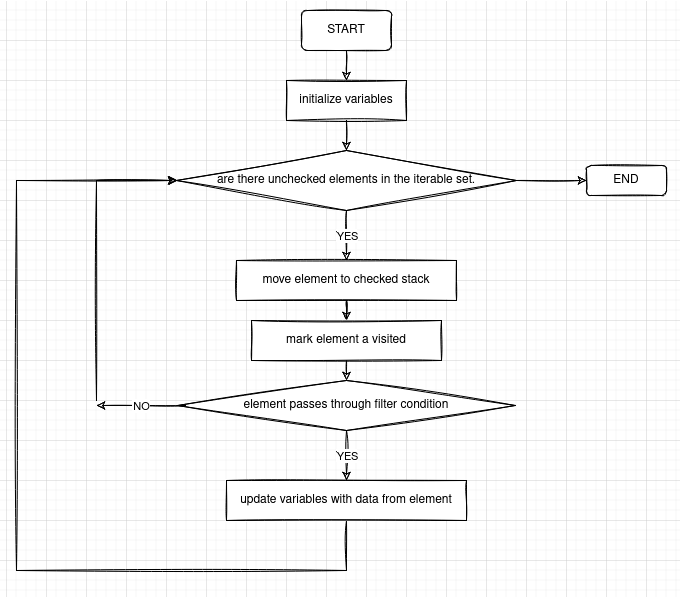 START
initialize variables
are there unchecked elements in the iterable set.
END
YES
move element to checked stack
mark element a visited
element passes through filter condition
NO
YES
update variables with data from element